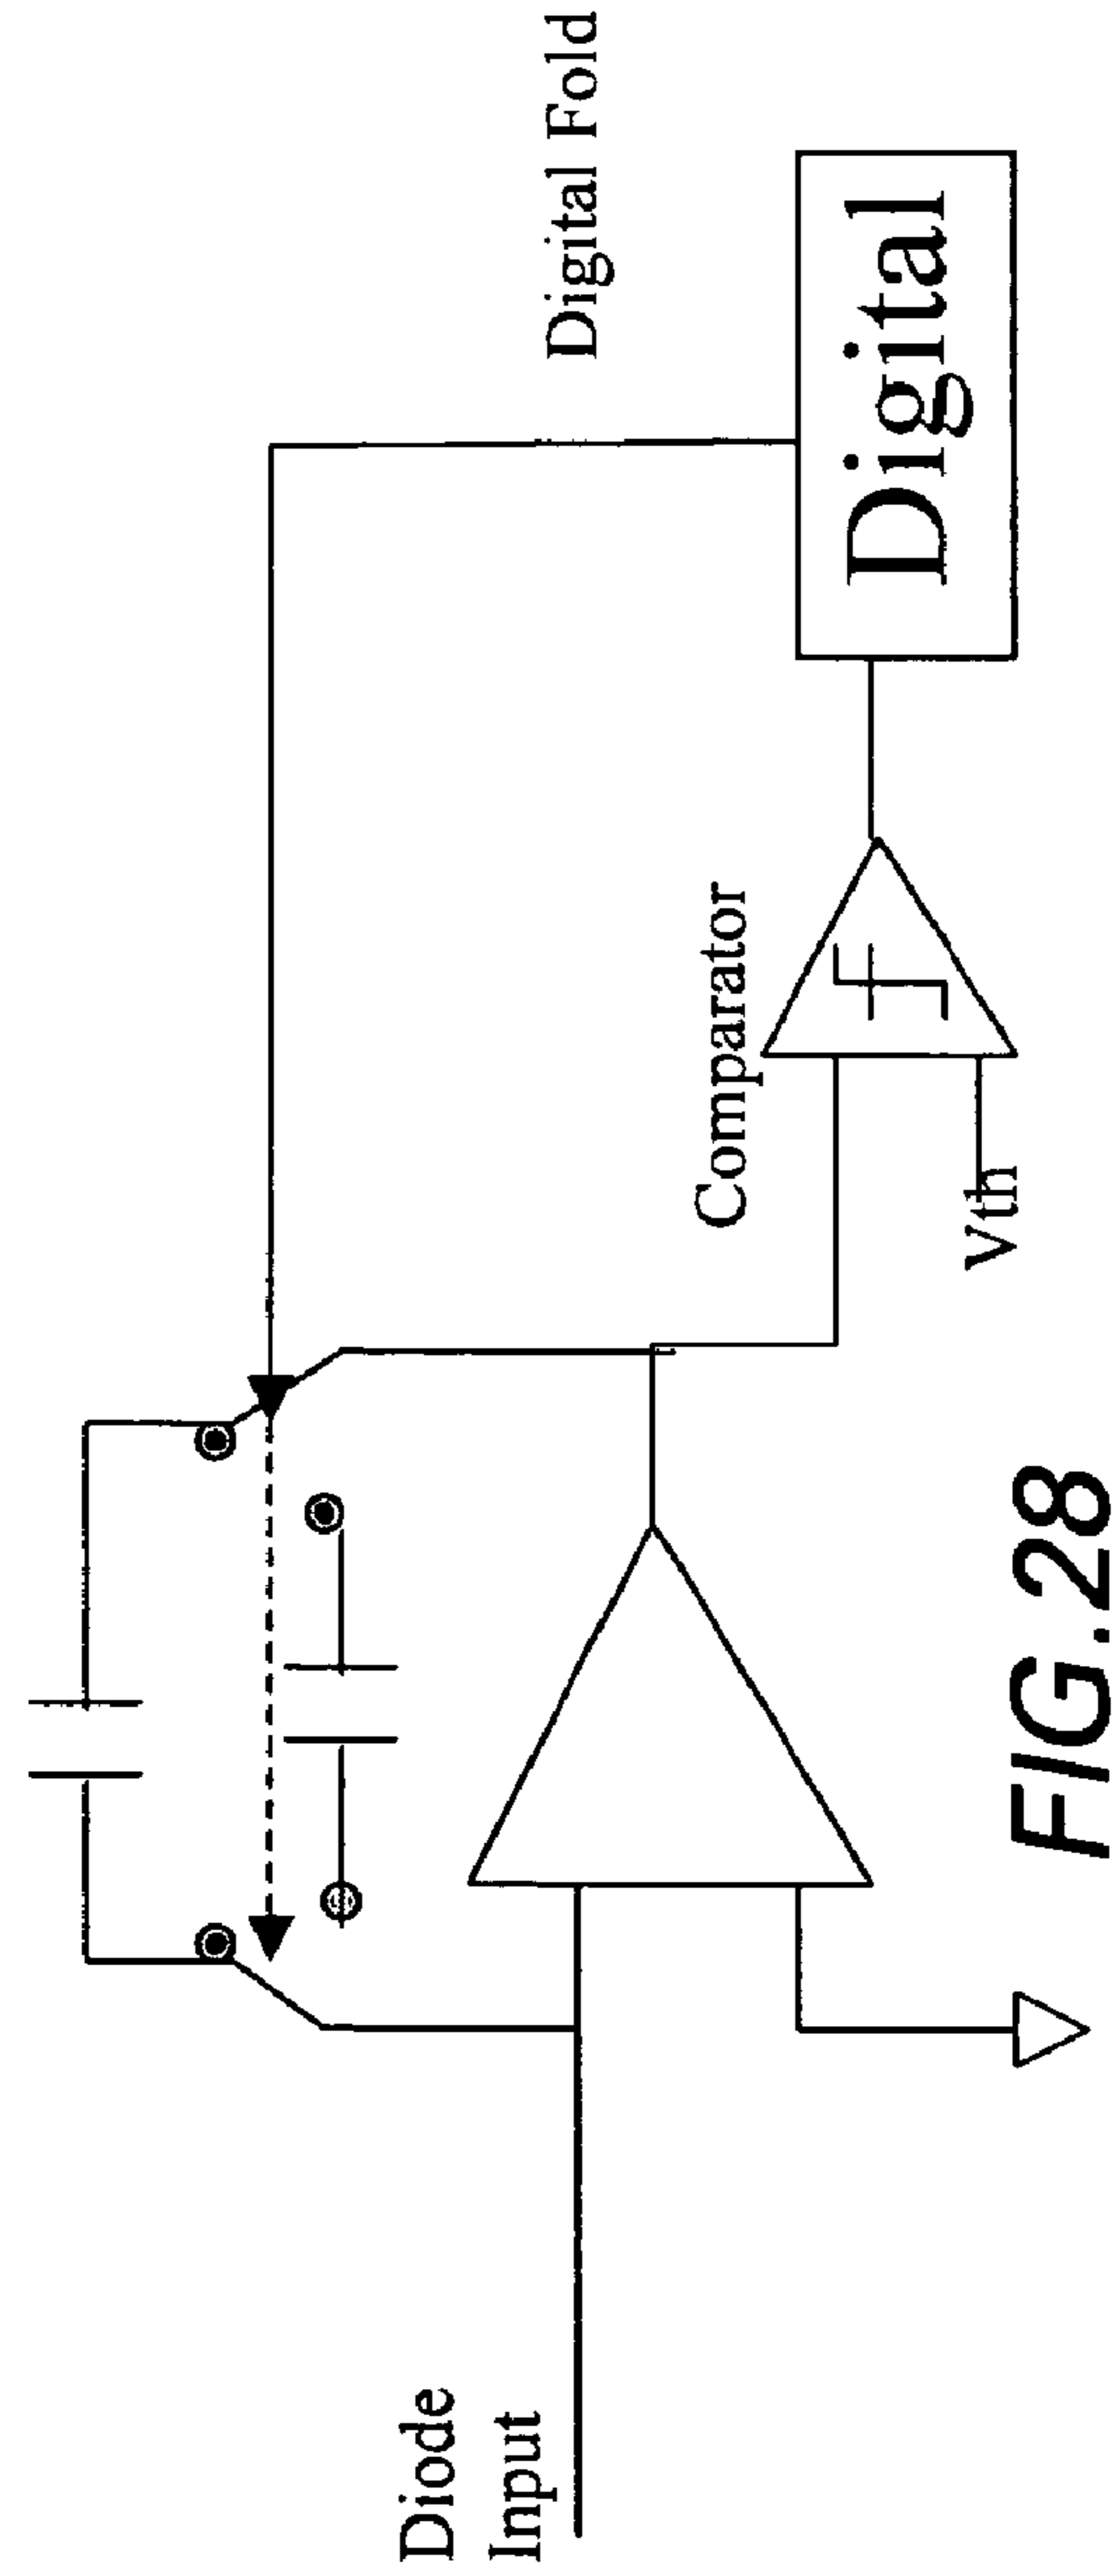 Digital Fold
Diode
Input
Comparator
Vth
Digital
FIG.28